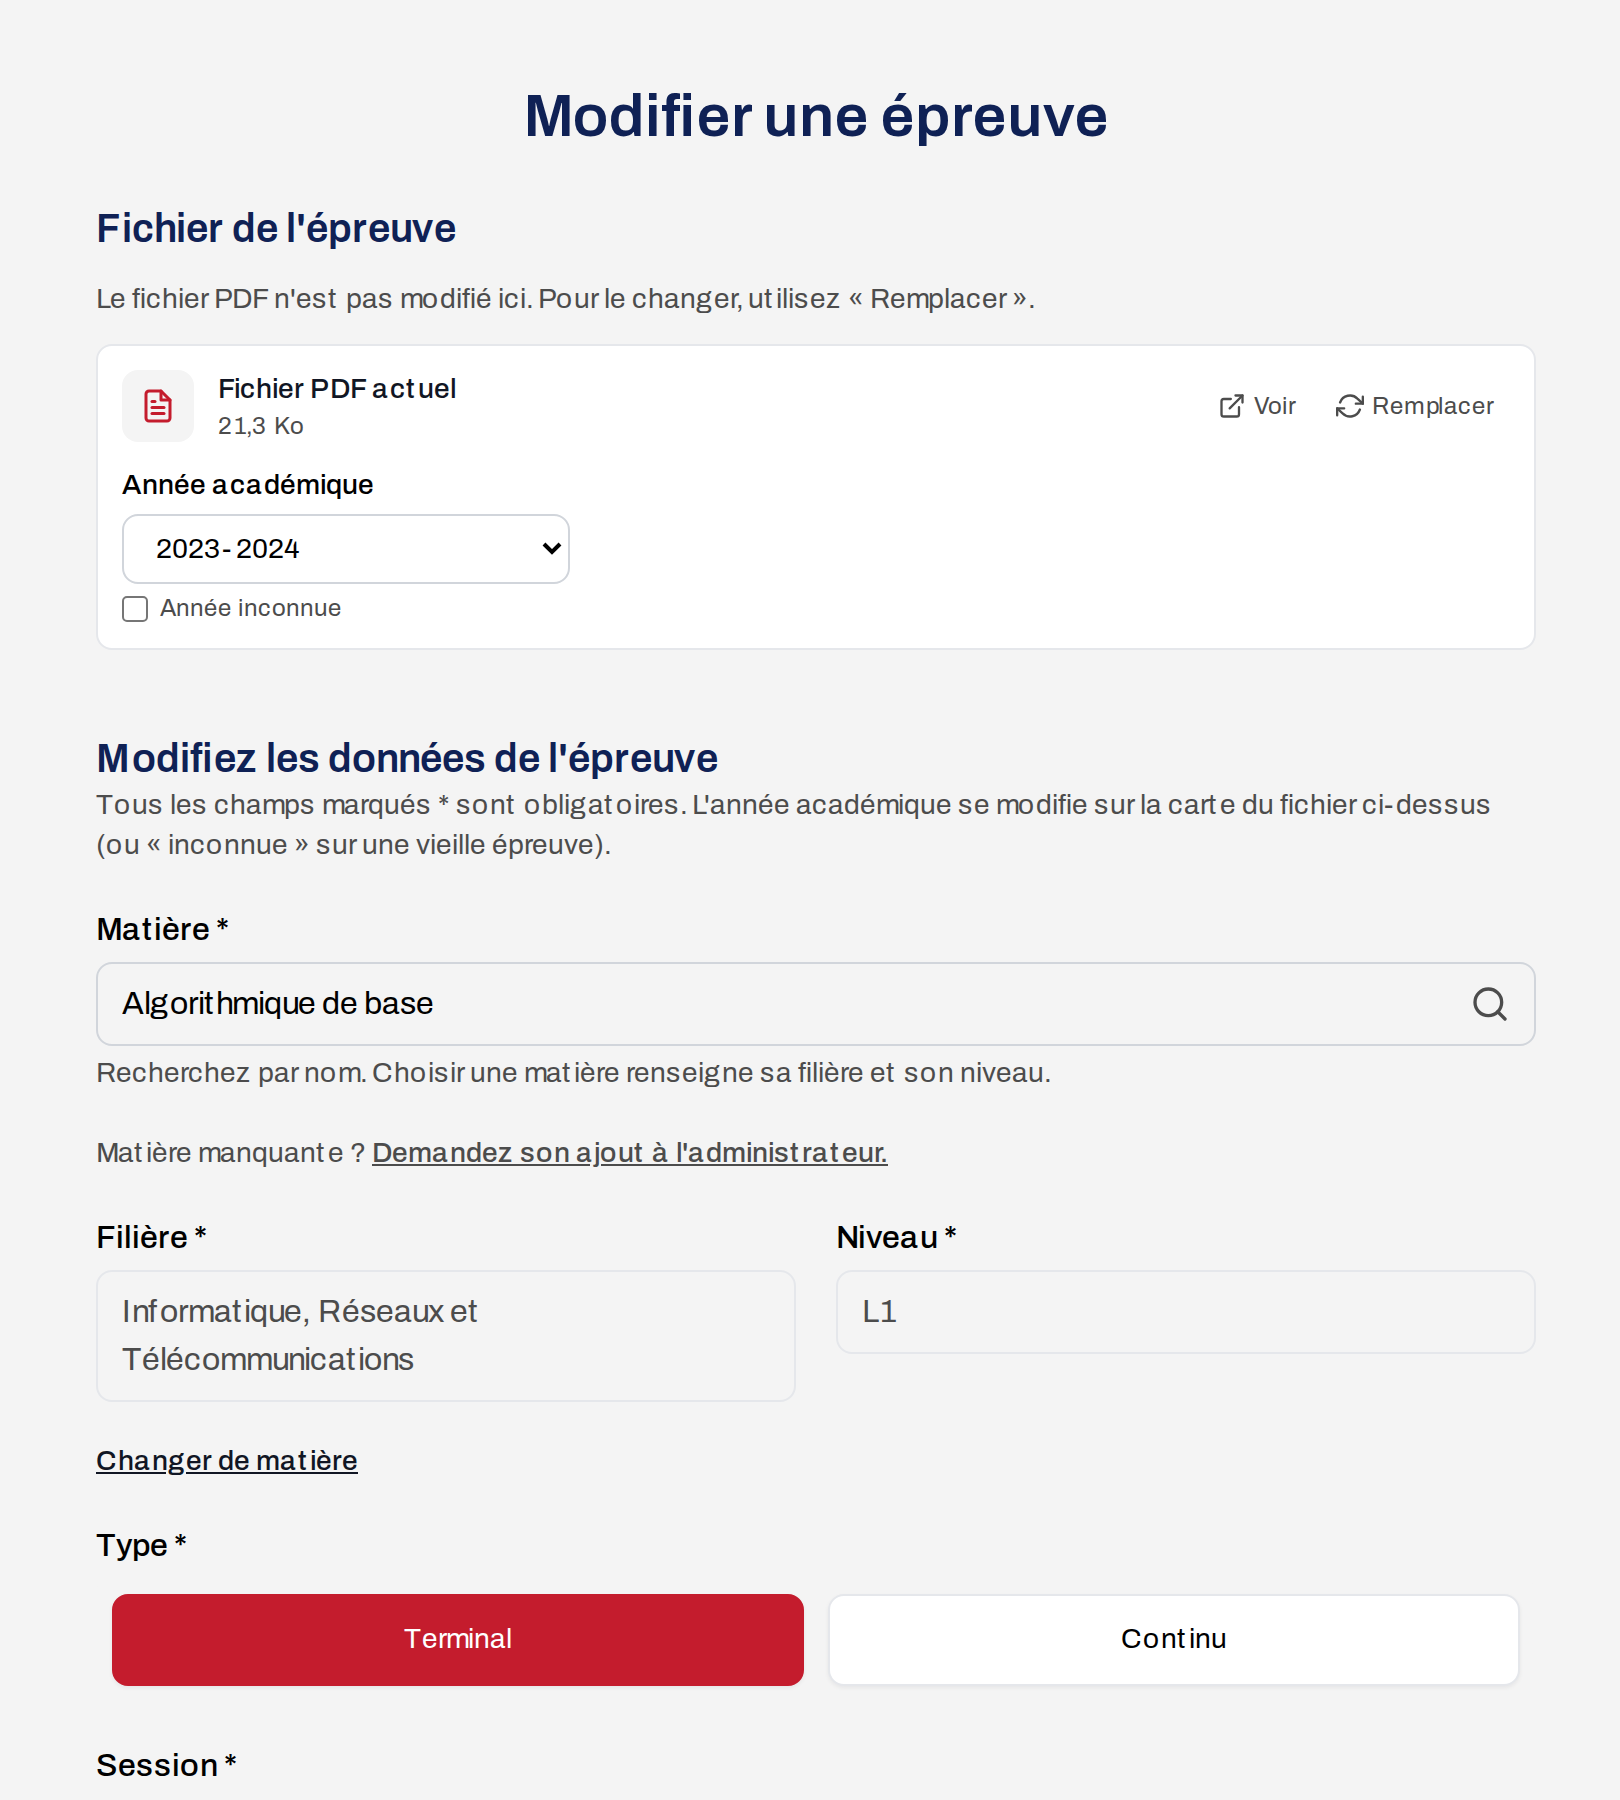 Modifier une épreuve
Fichier de l'épreuve
Le fichier PDF n'est pas modifié ici. Pour le changer, utilisez « Remplacer ».
Fichier PDF actuel
21,3 Ko
Voir
Remplacer
Année académique
2023-2024
Année inconnue
Modifiez les données de l'épreuve
Tous les champs marqués * sont obligatoires. L'année académique se modifie sur la carte du fichier ci-dessus
(ou « inconnue » sur une vieille épreuve).
Matière *
Algorithmique de base
Recherchez par nom. Choisir une matière renseigne sa filière et son niveau.
Matière manquante ? Demandez son ajout à l'administrateur.
Filière *
Niveau *
Informatique, Réseaux et
Télécommunications
L1
Changer de matière
Type *
Terminal
Continu
Session *